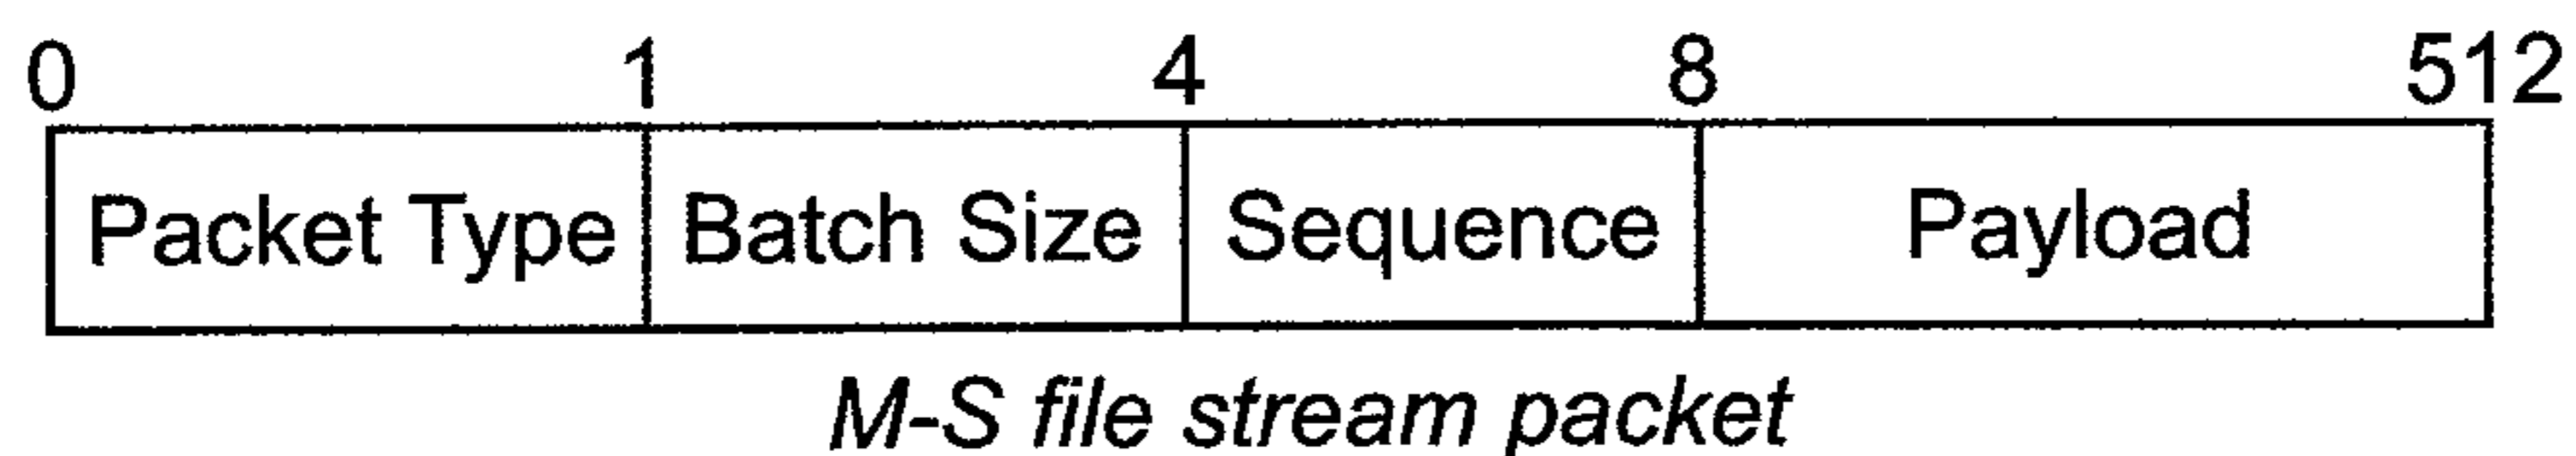 0 1 4 8 512
Packet Type Batch Size Sequence Payload
M-S file stream packet